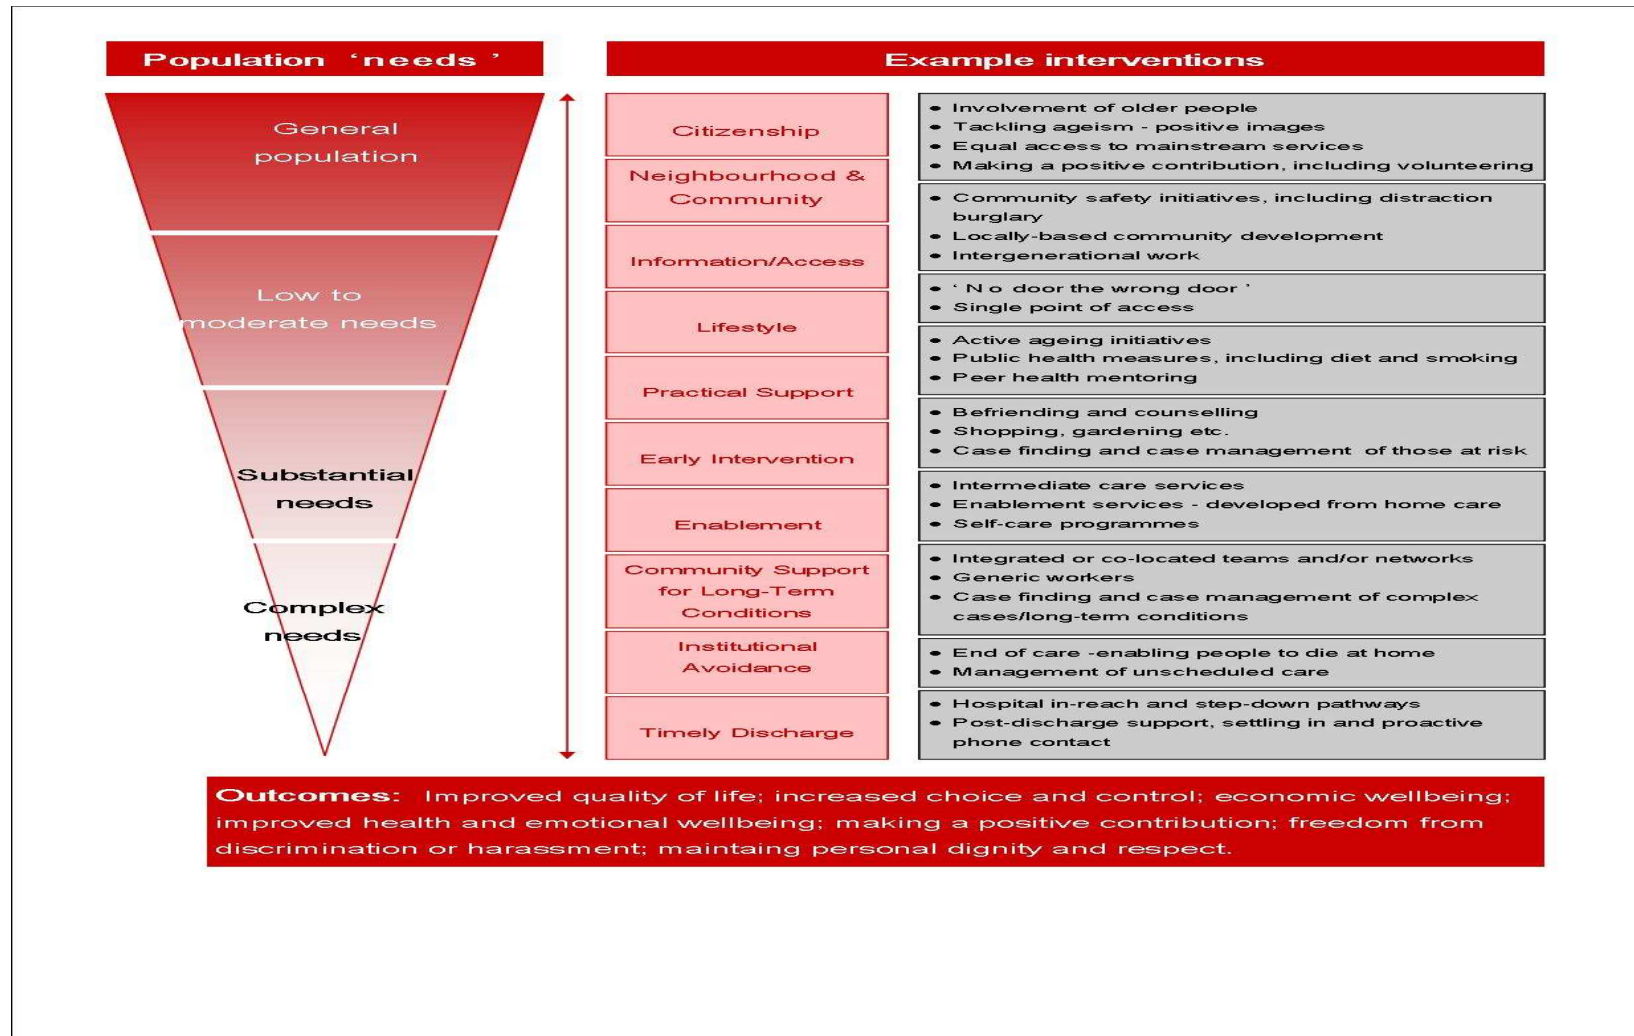 Population ‘needs ’
Example interventions
General
population
Low to
moderate needs
Substantial
needs
Complex
needs
Citizenship
Neighbourhood &
Community
Information/Access
Lifestyle
Practical Support
Early Intervention
Enablement
Community Support
for Long-Term
Conditions
Institutional
Avoidance
Timely Discharge
• Involvement of older people
• Tackling ageism - positive images
• Equal access to mainstream services
• Making a positive contribution, including volunteering
• Community safety initiatives, including distraction
burglary
• Locally-based community development
• Intergenerational work
• ‘ N o door the wrong door ’
• Single point of access
• Active ageing initiatives
• Public health measures, including diet and smoking
• Peer health mentoring
• Befriending and counselling
• Shopping, gardening etc.
• Case finding and case management of those at risk
• Intermediate care services
• Enablement services - developed from home care
• Self-care programmes
• Integrated or co-located teams and/or networks
• Generic workers
• Case finding and case management of complex
cases/long-term conditions
• End of care -enabling people to die at home
• Management of unscheduled care
• Hospital in-reach and step-down pathways
• Post-discharge support, settling in and proactive
phone contact
Outcomes: Improved quality of life; increased choice and control; economic wellbeing;
improved health and emotional wellbeing; making a positive contribution; freedom from
discrimination or harassment; maintaing personal dignity and respect.